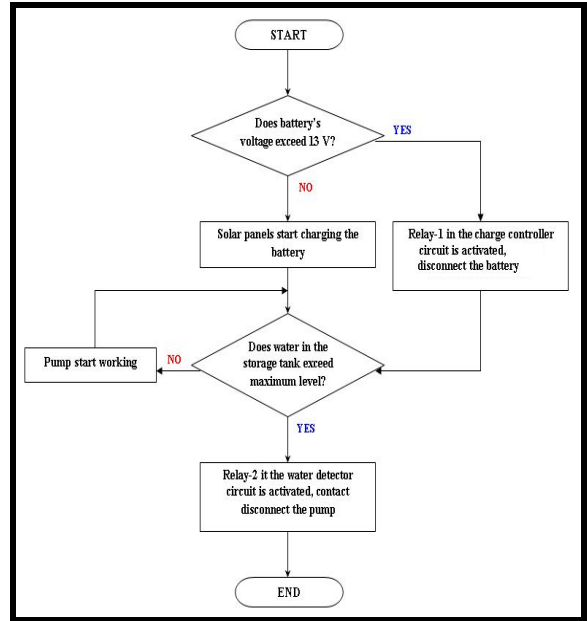 START
Does battery's
voltage exceed 13 V?
YES
NO
Solar panels start charging the
battery
Relay-1 in the charge controller
circuit is activated,
disconnect the battery
Does water in the
storage tank exceed
maximum level?
NO
Pump start working
YES
Relay-2 it the water detector
circuit is activated, contact
disconnect the pump
END